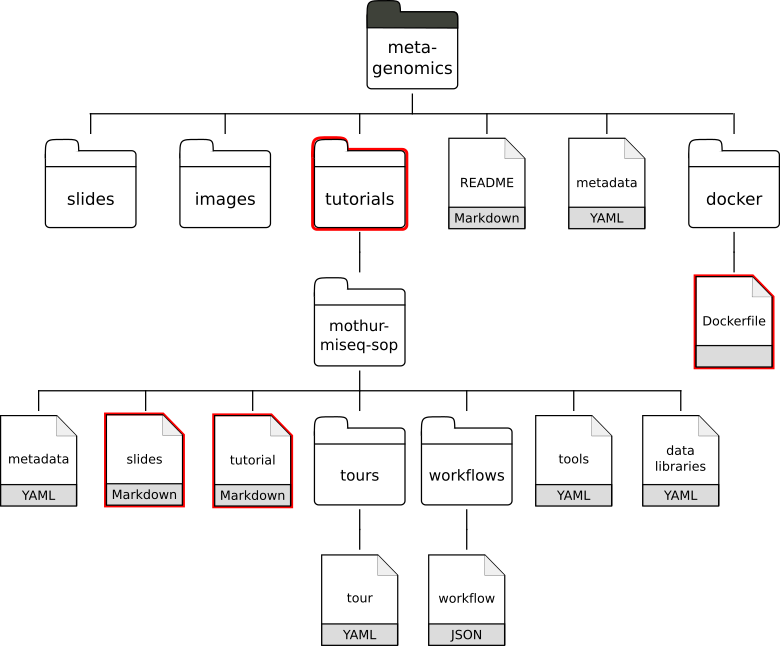 meta-
genomics
slides
images
tutorials
README
Markdown
metadata
YAML
docker
mothur-
miseq-sop
Dockerfile
metadata
YAML
slides
Markdown
tutorial
Markdown
tours
workflows
tools
YAML
data
libraries
YAML
tour
YAML
workflow
JSON